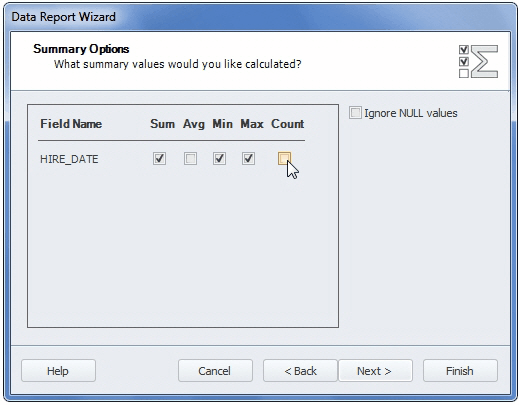 Data Report Wizard
Summary Options
What summary values would you like calculated?
Field Name Sum Avg Min Max Count
Ignore NULL values
HIRE_DATE
Help Cancel < Back Next > Finish